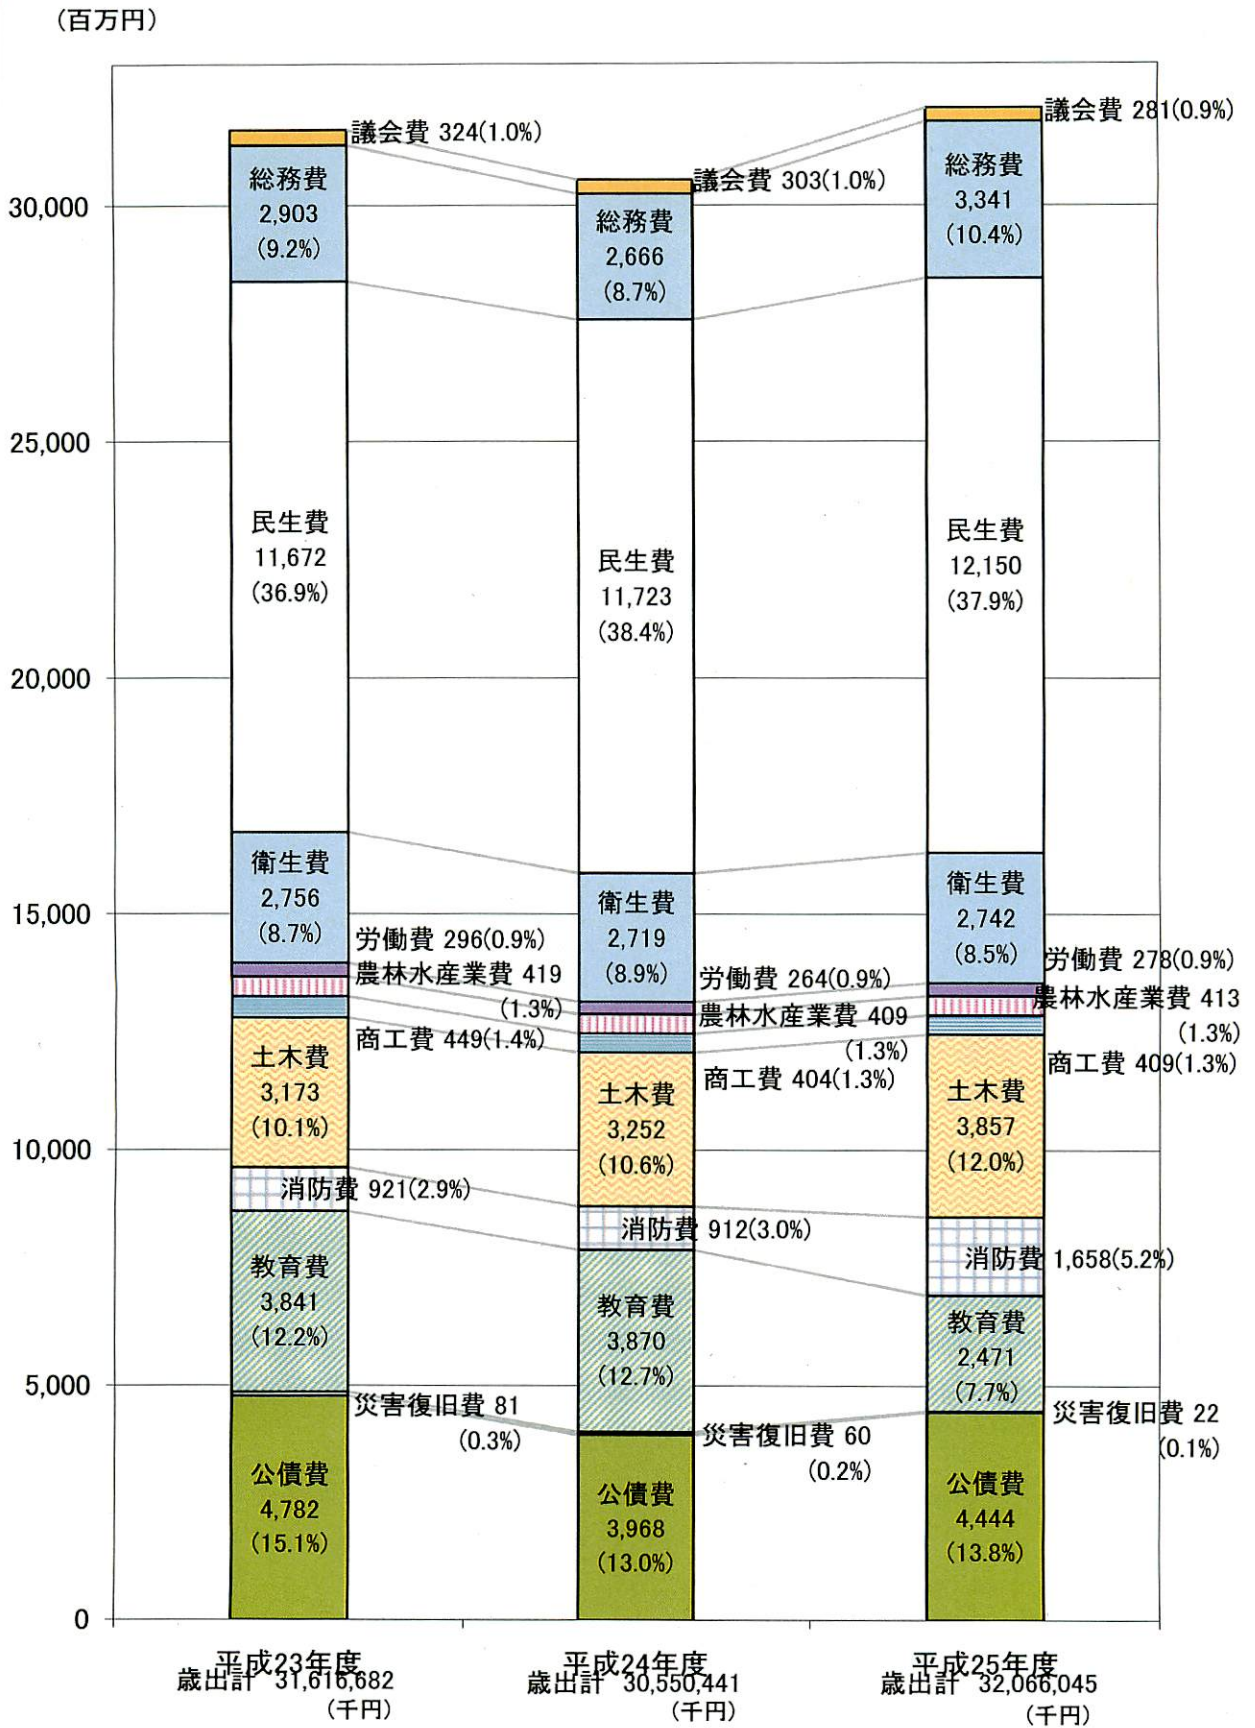 (百万円)
30,000
25,000
20,000
15,000
10,000
5,000
0
議会費 324(1.0%)
総務費
2,903
(9.2%)
民生費
11,672
(36.9%)
衛生費
2,756
(8.7%)
労働費 296(0.9%)
農林水産業費 419
(1.3%)
商工費 449(1.4%)
土木費
3,173
(10.1%)
消防費 921(2.9%)
教育費
3,841
(12.2%)
災害復旧費 81
(0.3%)
公債費
4,782
(15.1%)
平成23年度
歳出計 31,616,682
(千円)
議会費 303(1.0%)
総務費
2,666
(8.7%)
民生費
11,723
(38.4%)
衛生費
2,719
(8.9%)
労働費 264(0.9%)
農林水産業費 409
(1.3%)
商工費 404(1.3%)
土木費
3,252
(10.6%)
消防費 912(3.0%)
教育費
3,870
(12.7%)
災害復旧費 60
(0.2%)
公債費
3,968
(13.0%)
平成24年度
歳出計 30,550,441
(千円)
議会費 281(0.9%)
総務費
3,341
(10.4%)
民生費
12,150
(37.9%)
衛生費
2,742
(8.5%)
労働費 278(0.9%)
農林水産業費 413
(1.3%)
商工費 409(1.3%)
土木費
3,857
(12.0%)
消防費 1,658(5.2%)
教育費
2,471
(7.7%)
災害復旧費 22
(0.1%)
公債費
4,444
(13.8%)
平成25年度
歳出計 32,066,045
(千円)